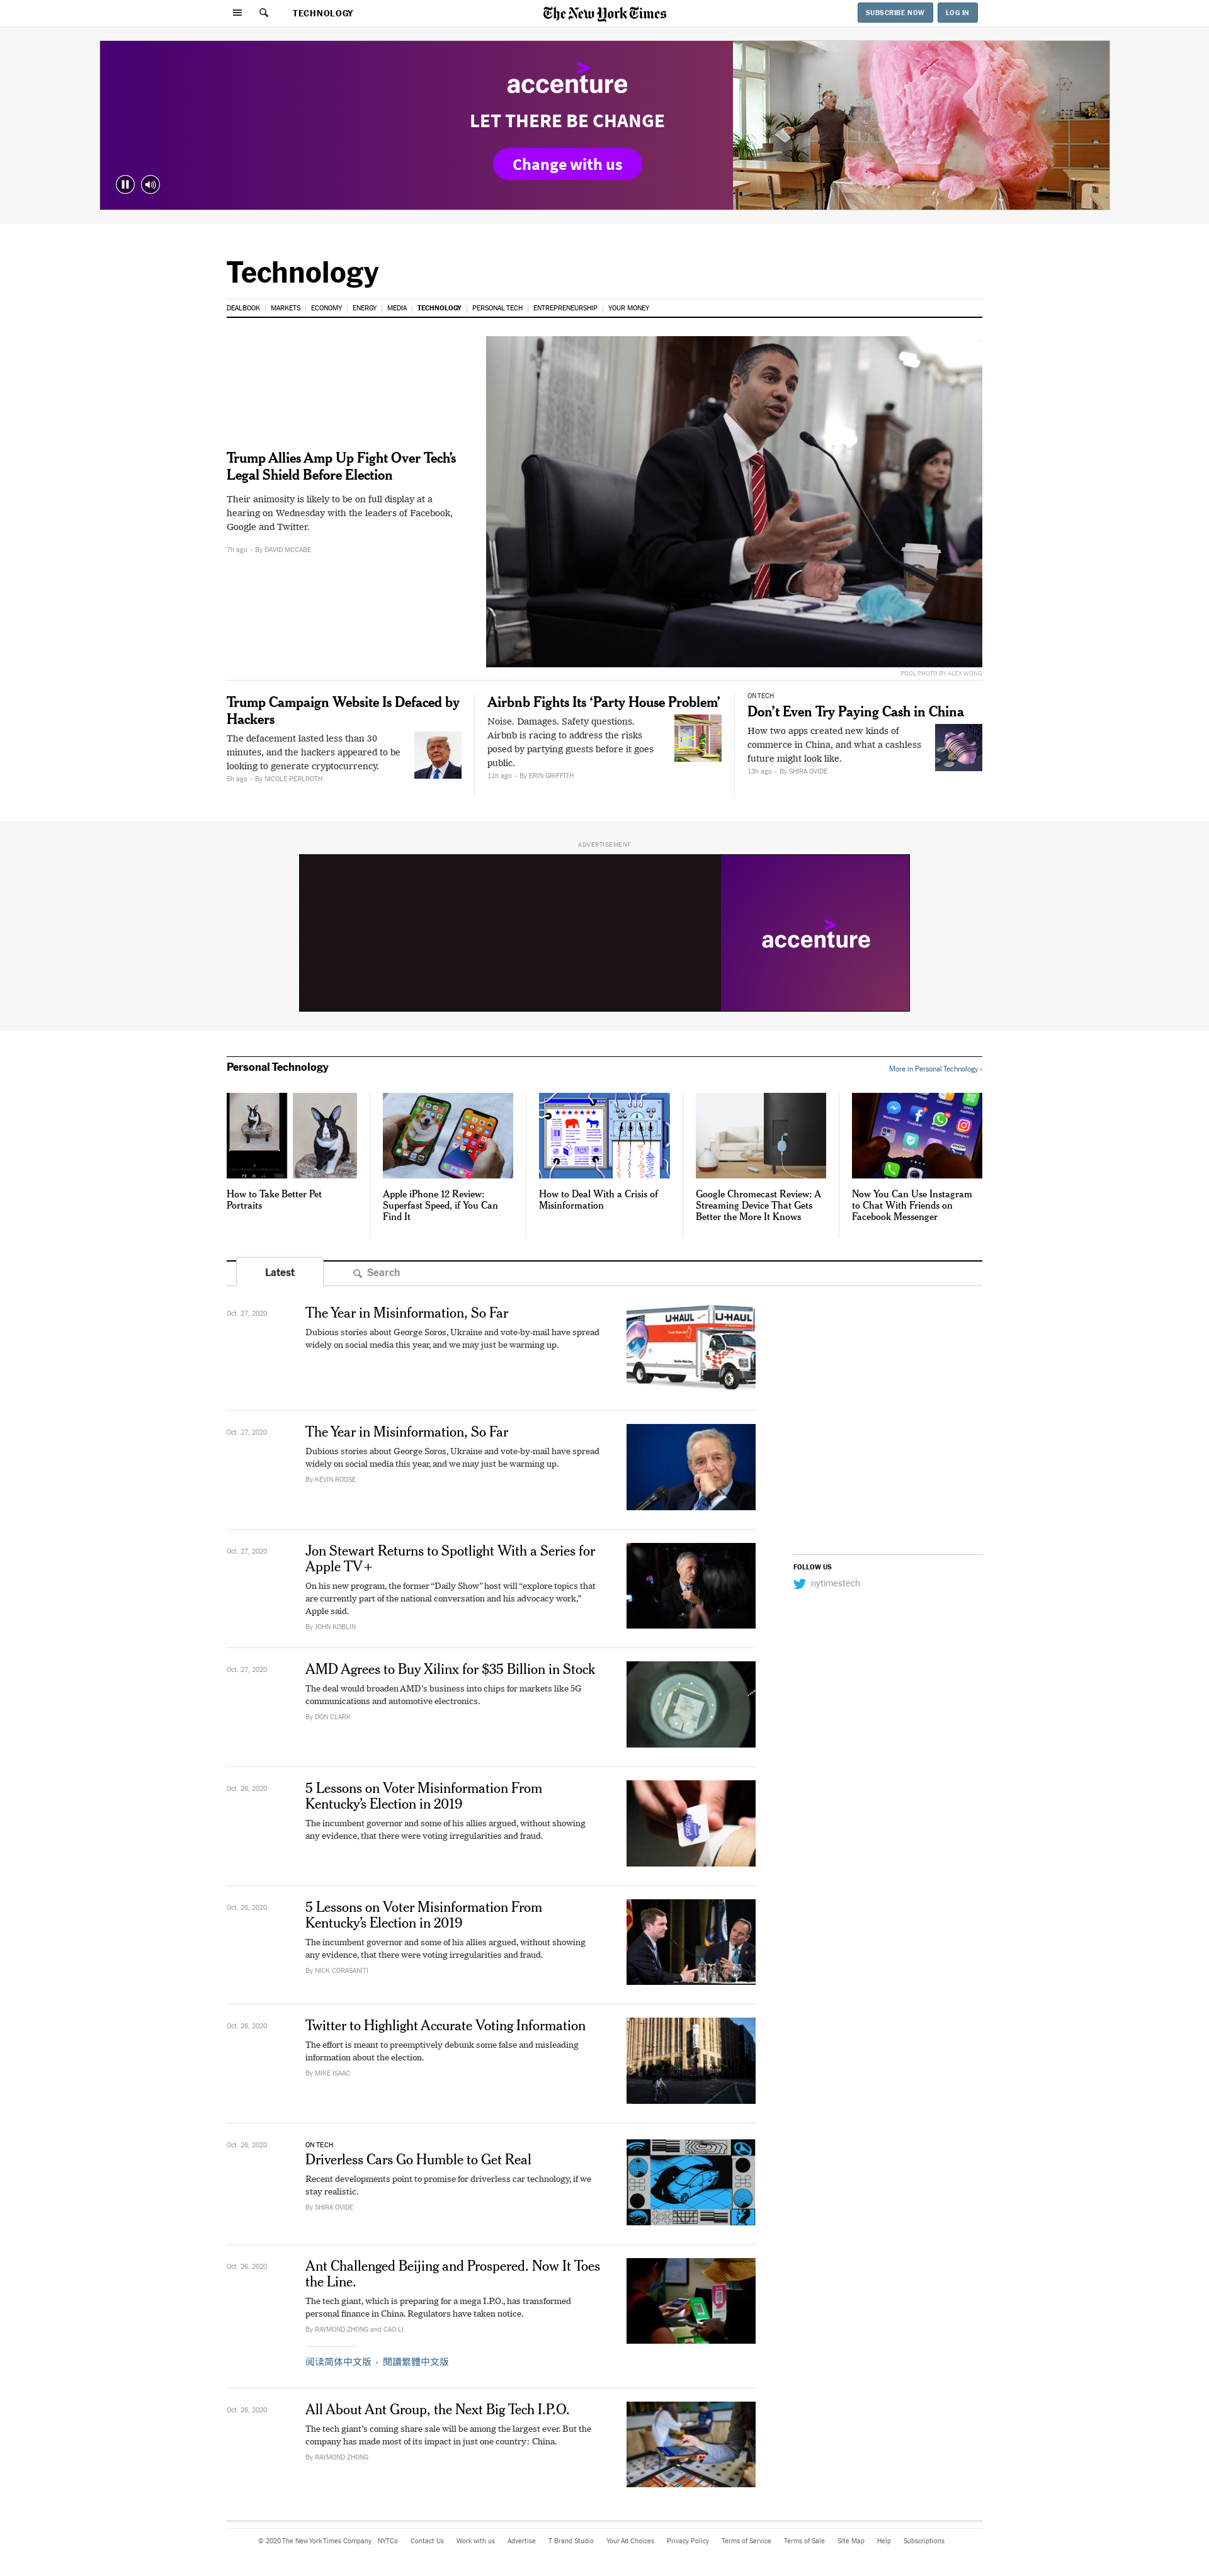 TECHNOLOGY
The New York Times
SUBSCRIBE NOW
LOG IN
accenture
LET THERE BE CHANGE
Change with us
Technology
DEALBOOK | MARKETS | ECONOMY | ENERGY | MEDIA | TECHNOLOGY | PERSONAL TECH | ENTREPRENEURSHIP | YOUR MONEY
Trump Allies Amp Up Fight Over Tech’s
Legal Shield Before Election
Their animosity is likely to be on full display at a
hearing on Wednesday with the leaders of Facebook,
Google and Twitter.
7h ago • By DAVID MCCABE
POOL PHOTO BY ALEX WONG
Trump Campaign Website Is Defaced by
Hackers
The defacement lasted less than 30
minutes, and the hackers appeared to be
looking to generate cryptocurrency.
5h ago • By NICOLE PERLROTH
Airbnb Fights Its ‘Party House Problem’
Noise. Damages. Safety questions.
Airbnb is racing to address the risks
posed by partying guests before it goes
public.
11h ago • By ERIN GRIFFITH
ON TECH
Don’t Even Try Paying Cash in China
How two apps created new kinds of
commerce in China, and what a cashless
future might look like.
13h ago • By SHIRA OVIDE
ADVERTISEMENT
accenture
Personal Technology
More in Personal Technology ›
How to Take Better Pet
Portraits
Apple iPhone 12 Review:
Superfast Speed, if You Can
Find It
How to Deal With a Crisis of
Misinformation
Google Chromecast Review: A
Streaming Device That Gets
Better the More It Knows
Now You Can Use Instagram
to Chat With Friends on
Facebook Messenger
Latest
Search
Oct. 27, 2020
The Year in Misinformation, So Far
Dubious stories about George Soros, Ukraine and vote-by-mail have spread
widely on social media this year, and we may just be warming up.
U-HAUL
U-HAUL
Oct. 27, 2020
The Year in Misinformation, So Far
Dubious stories about George Soros, Ukraine and vote-by-mail have spread
widely on social media this year, and we may just be warming up.
By KEVIN ROOSE
Oct. 27, 2020
Jon Stewart Returns to Spotlight With a Series for
Apple TV+
On his new program, the former “Daily Show” host will “explore topics that
are currently part of the national conversation and his advocacy work,”
Apple said.
By JOHN KOBLIN
FOLLOW US
nytimestech
Oct. 27, 2020
AMD Agrees to Buy Xilinx for $35 Billion in Stock
The deal would broaden AMD’s business into chips for markets like 5G
communications and automotive electronics.
By DON CLARK
Oct. 26, 2020
5 Lessons on Voter Misinformation From
Kentucky’s Election in 2019
The incumbent governor and some of his allies argued, without showing
any evidence, that there were voting irregularities and fraud.
Oct. 26, 2020
5 Lessons on Voter Misinformation From
Kentucky’s Election in 2019
The incumbent governor and some of his allies argued, without showing
any evidence, that there were voting irregularities and fraud.
By NICK CORASANITI
Oct. 26, 2020
Twitter to Highlight Accurate Voting Information
The effort is meant to preemptively debunk some false and misleading
information about the election.
By MIKE ISAAC
Oct. 26, 2020
ON TECH
Driverless Cars Go Humble to Get Real
Recent developments point to promise for driverless car technology, if we
stay realistic.
By SHIRA OVIDE
Oct. 26, 2020
Ant Challenged Beijing and Prospered. Now It Toes
the Line.
The tech giant, which is preparing for a mega I.P.O., has transformed
personal finance in China. Regulators have taken notice.
By RAYMOND ZHONG and CAO LI
阅读简体中文版 • 閱讀繁體中文版
Oct. 26, 2020
All About Ant Group, the Next Big Tech I.P.O.
The tech giant’s coming share sale will be among the largest ever. But the
company has made most of its impact in just one country: China.
By RAYMOND ZHONG
© 2020 The New York Times Company NYTCo Contact Us Work with us Advertise T Brand Studio Your Ad Choices Privacy Policy Terms of Service Terms of Sale Site Map Help Subscriptions